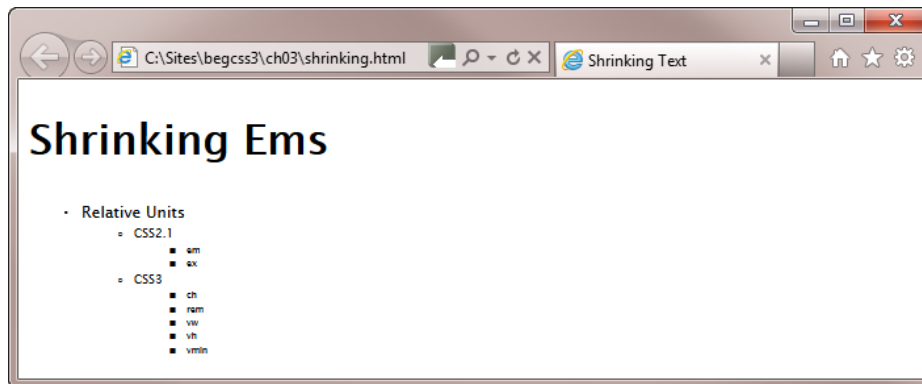 C:\Sites\begcss3\ch03\shrinking.html
Shrinking Text
Shrinking Ems
Relative Units
CSS2.1
em
ex
CSS3
ch
rem
vw
vh
vmin